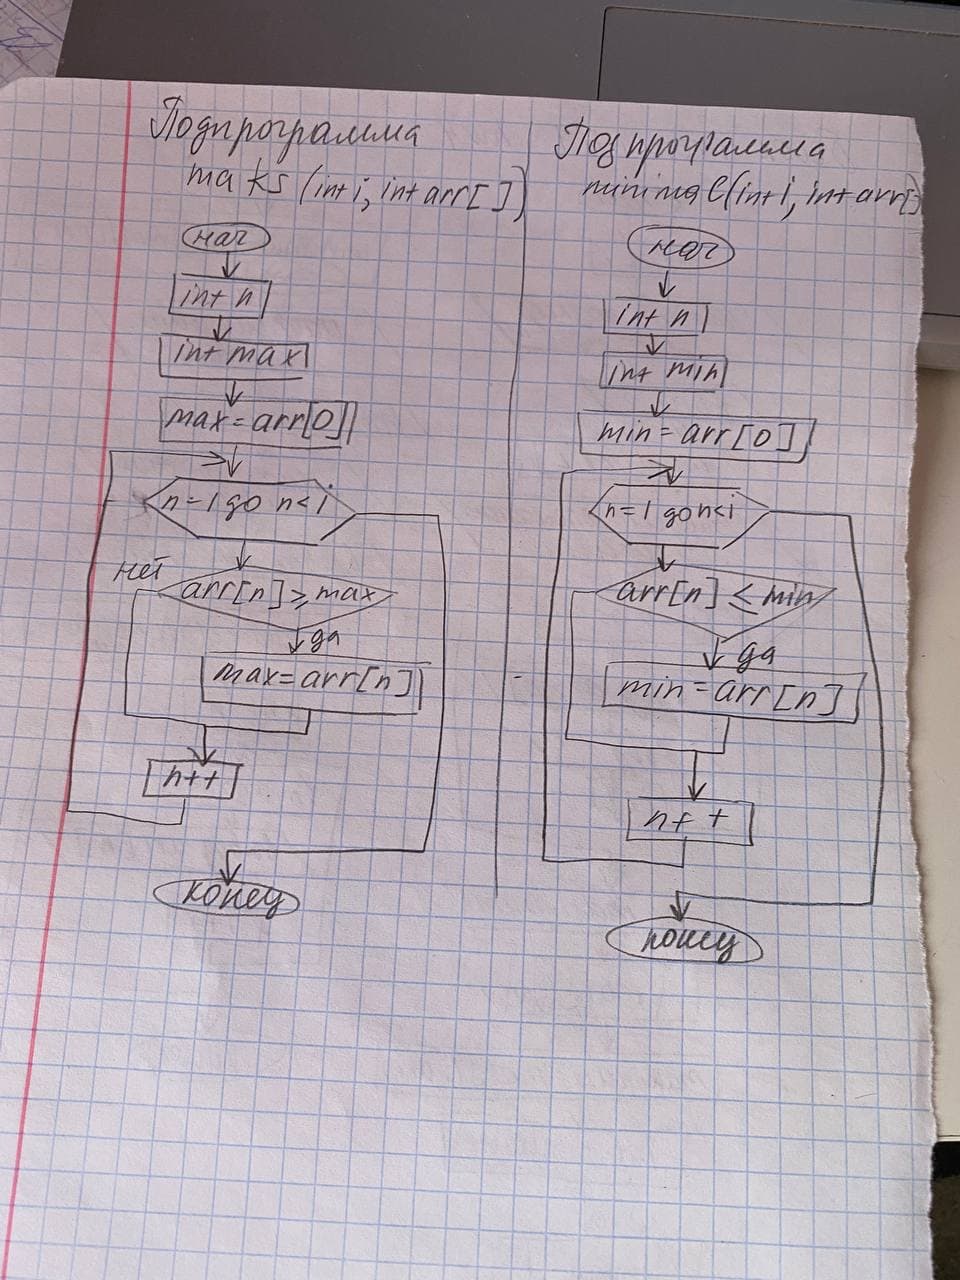 Подпрограмма
maks (int i, int arr[])
нач
int n
int max
max=arr[0]
n=1 до n<i
нет
arr[n]⩾max
да
max=arr[n]
n++
конец
Подпрограмма
minimal(int i, int arr[])
нач
int n
int min
min=arr[0]
n=1 до n<i
arr[n]⩽min
да
min=arr[n]
n++
конец